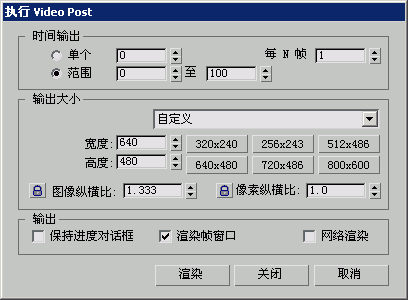 执行 Video Post
时间输出
单个 0 每 N 帧 1
范围 0 至 100
输出大小
自定义
宽度: 640 320x240 256x243 512x486
高度: 480 640x480 720x486 800x600
图像纵横比: 1.333 像素纵横比: 1.0
输出
保持进度对话框 渲染帧窗口 网络渲染
渲染 关闭 取消